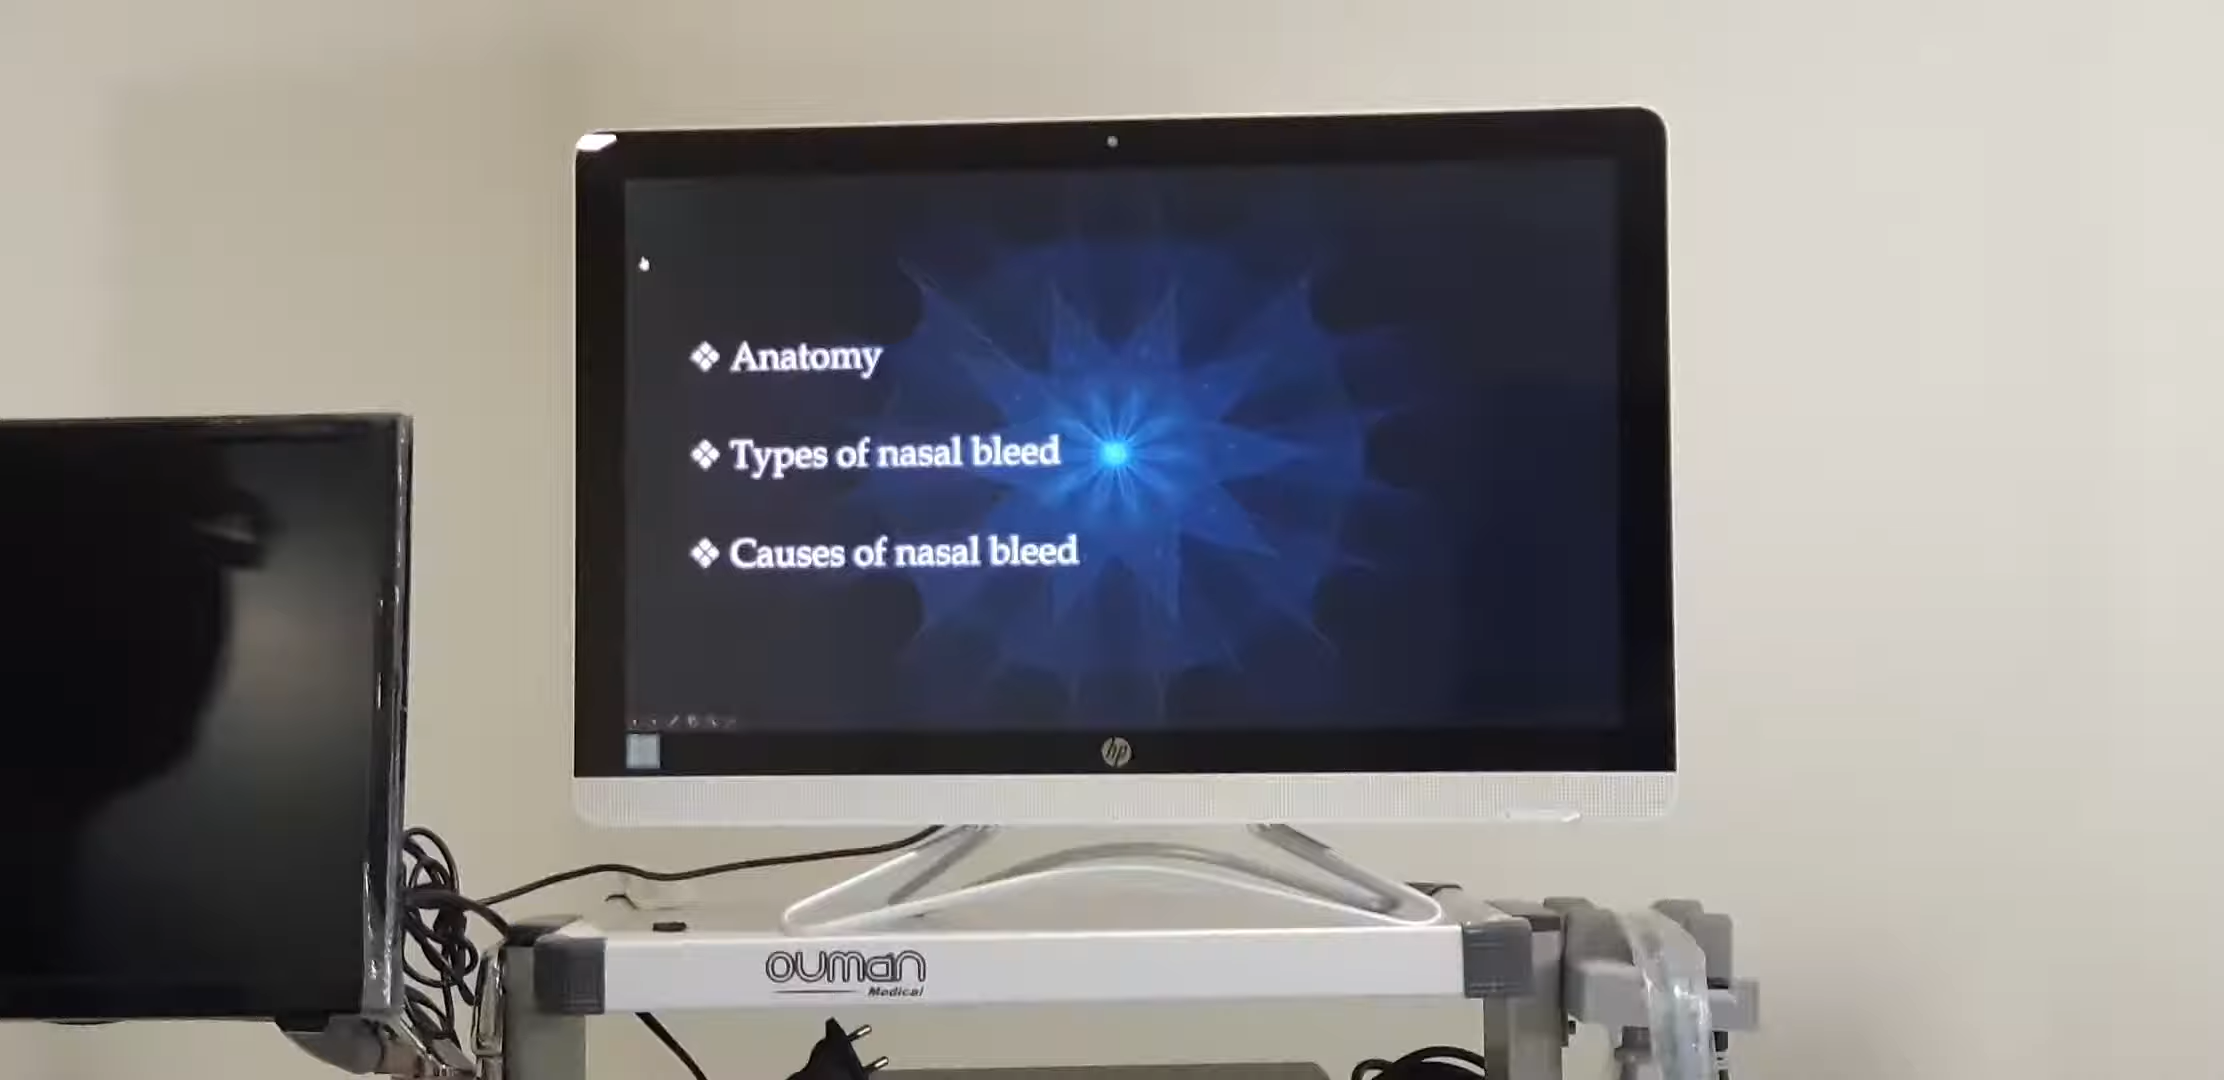 Anatomy
Types of nasal bleed
Causes of nasal bleed
hp
ouman
Medical